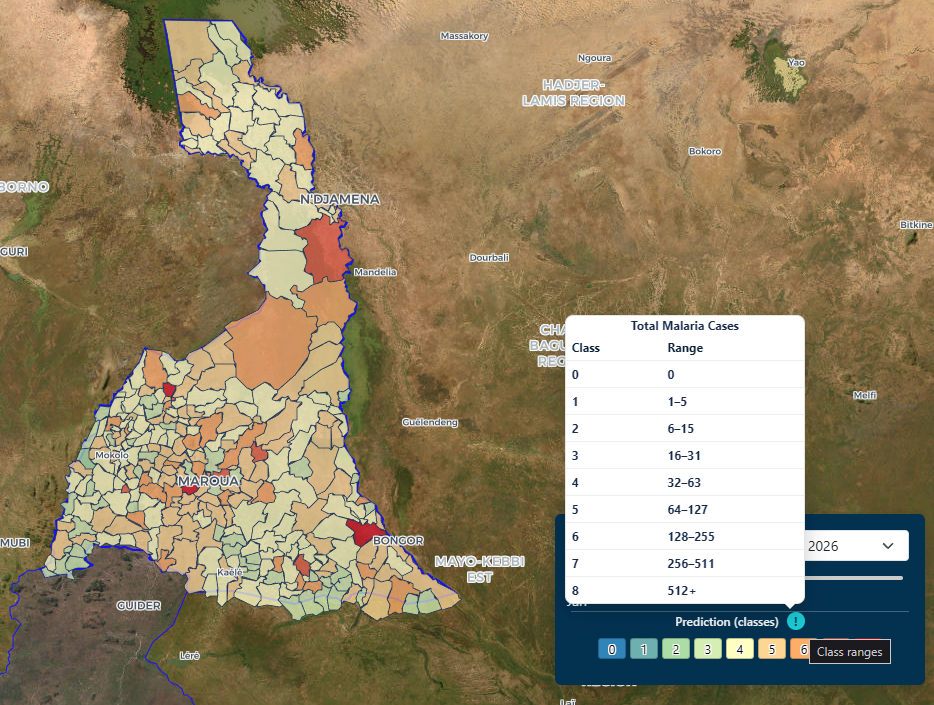 Massakory
Ngoura
Yao
HADJER-
LAMIS REGION
Bokoro
BORNO
N'DJAMENA
Bitkine
GURI
Dourbali
Mandelia
Total Malaria Cases
Class Range
0 0
1 1–5
2 6–15
3 16–31
4 32–63
5 64–127
6 128–255
7 256–511
8 512+
Melfi
Guélendeng
Mokolo
MAROUA
MUBI
BONGOR
2026
MAYO-KEBBI
EST
Kaélé
GUIDER
Prediction (classes) !
0 1 2 3 4 5 6
Class ranges
Léré